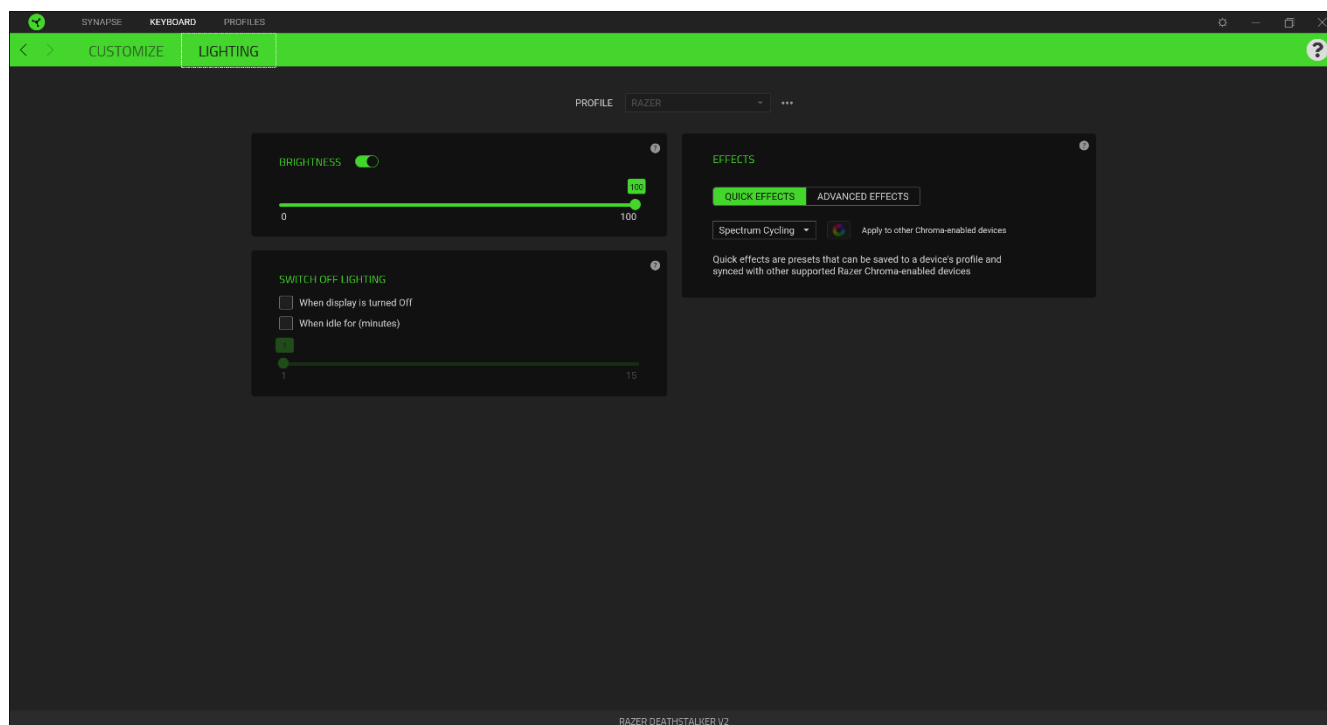 SYNAPSE KEYBOARD PROFILES
CUSTOMIZE LIGHTING ?
PROFILE RAZER
BRIGHTNESS ?
100
0 100
SWITCH OFF LIGHTING ?
When display is turned Off
When idle for (minutes)
1
1 15
EFFECTS ?
QUICK EFFECTS ADVANCED EFFECTS
Spectrum Cycling Apply to other Chroma-enabled devices
Quick effects are presets that can be saved to a device's profile and
synced with other supported Razer Chroma-enabled devices
RAZER DEATHSTALKER V2